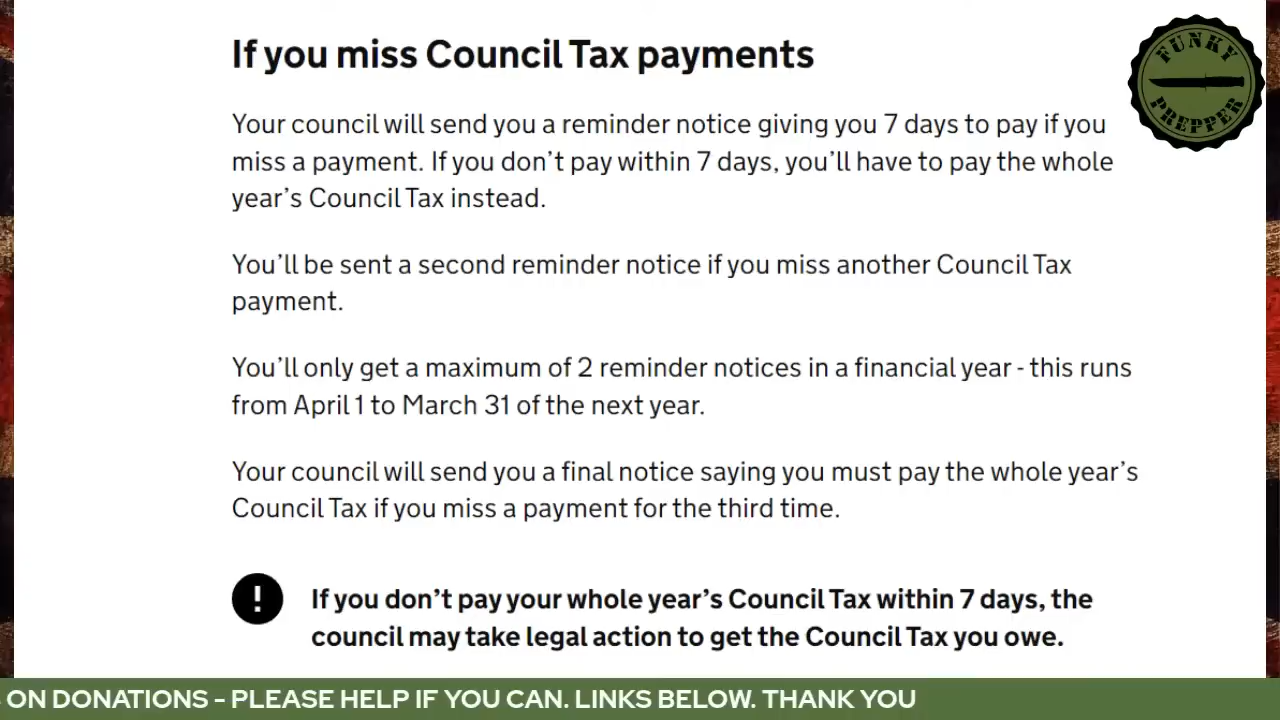 If you miss Council Tax payments
FUNKY
PREPPER
Your council will send you a reminder notice giving you 7 days to pay if you
miss a payment. If you don’t pay within 7 days, you’ll have to pay the whole
year’s Council Tax instead.
You’ll be sent a second reminder notice if you miss another Council Tax
payment.
You’ll only get a maximum of 2 reminder notices in a financial year - this runs
from April 1 to March 31 of the next year.
Your council will send you a final notice saying you must pay the whole year’s
Council Tax if you miss a payment for the third time.
!
If you don’t pay your whole year’s Council Tax within 7 days, the
council may take legal action to get the Council Tax you owe.
ON DONATIONS - PLEASE HELP IF YOU CAN. LINKS BELOW. THANK YOU